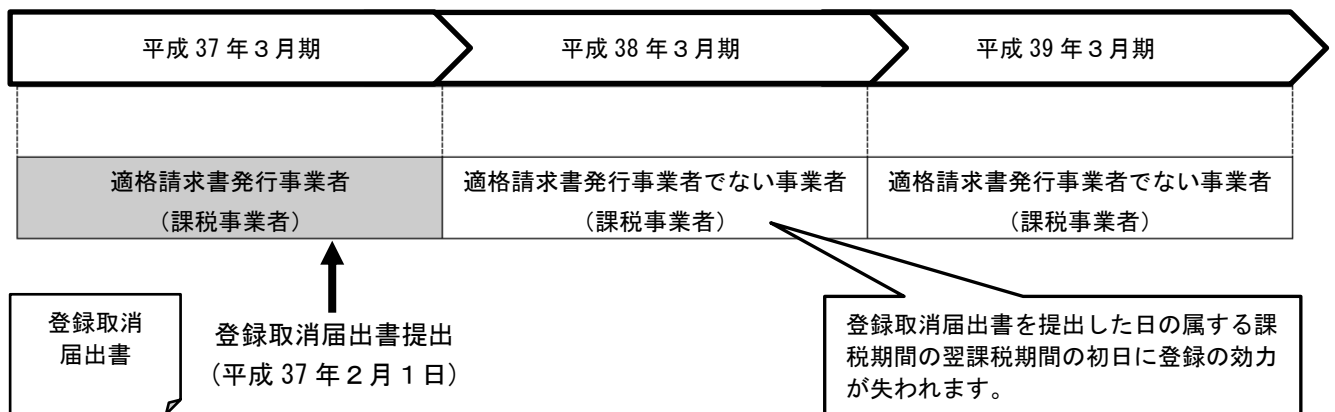 平成 37 年３月期
平成 38 年３月期
平成 39 年３月期
適格請求書発行事業者
（課税事業者）
適格請求書発行事業者でない事業者
（課税事業者）
適格請求書発行事業者でない事業者
（課税事業者）
登録取消
届出書
登録取消届出書提出
（平成 37 年２月１日）
登録取消届出書を提出した日の属する課
税期間の翌課税期間の初日に登録の効力
が失われます。